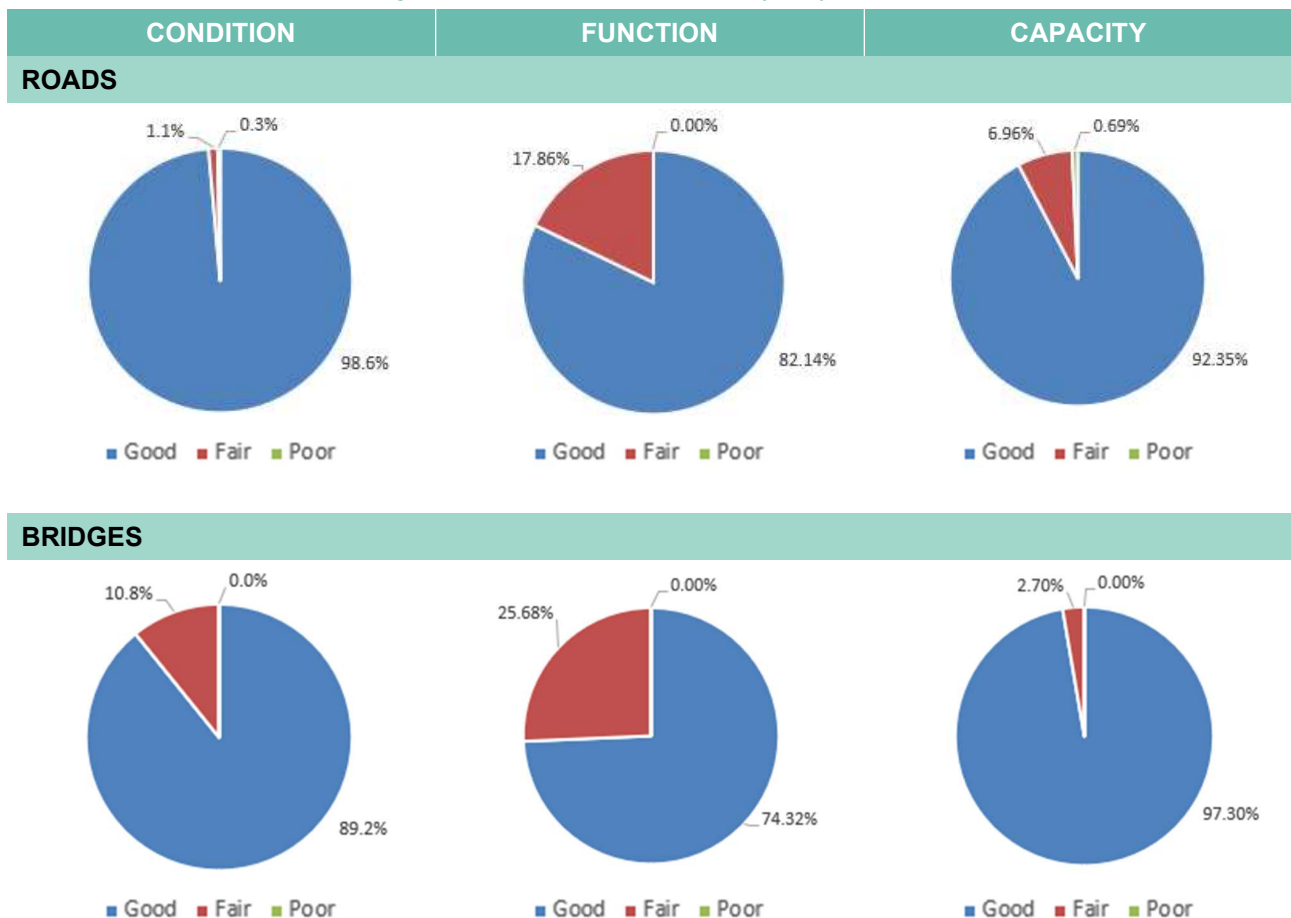 CONDITION FUNCTION CAPACITY
ROADS
1.1% 0.3%
98.6%
Good Fair Poor
17.86% 0.00%
82.14%
Good Fair Poor
6.96% 0.69%
92.35%
Good Fair Poor
BRIDGES
10.8% 0.0%
89.2%
Good Fair Poor
25.68% 0.00%
74.32%
Good Fair Poor
2.70% 0.00%
97.30%
Good Fair Poor